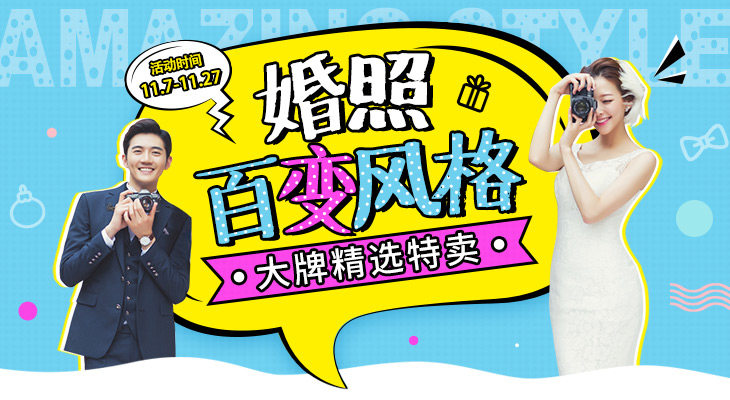 AMAZING STYLE
活动时间
11.7-11.27
婚照
百变风格
·大牌精选特卖·